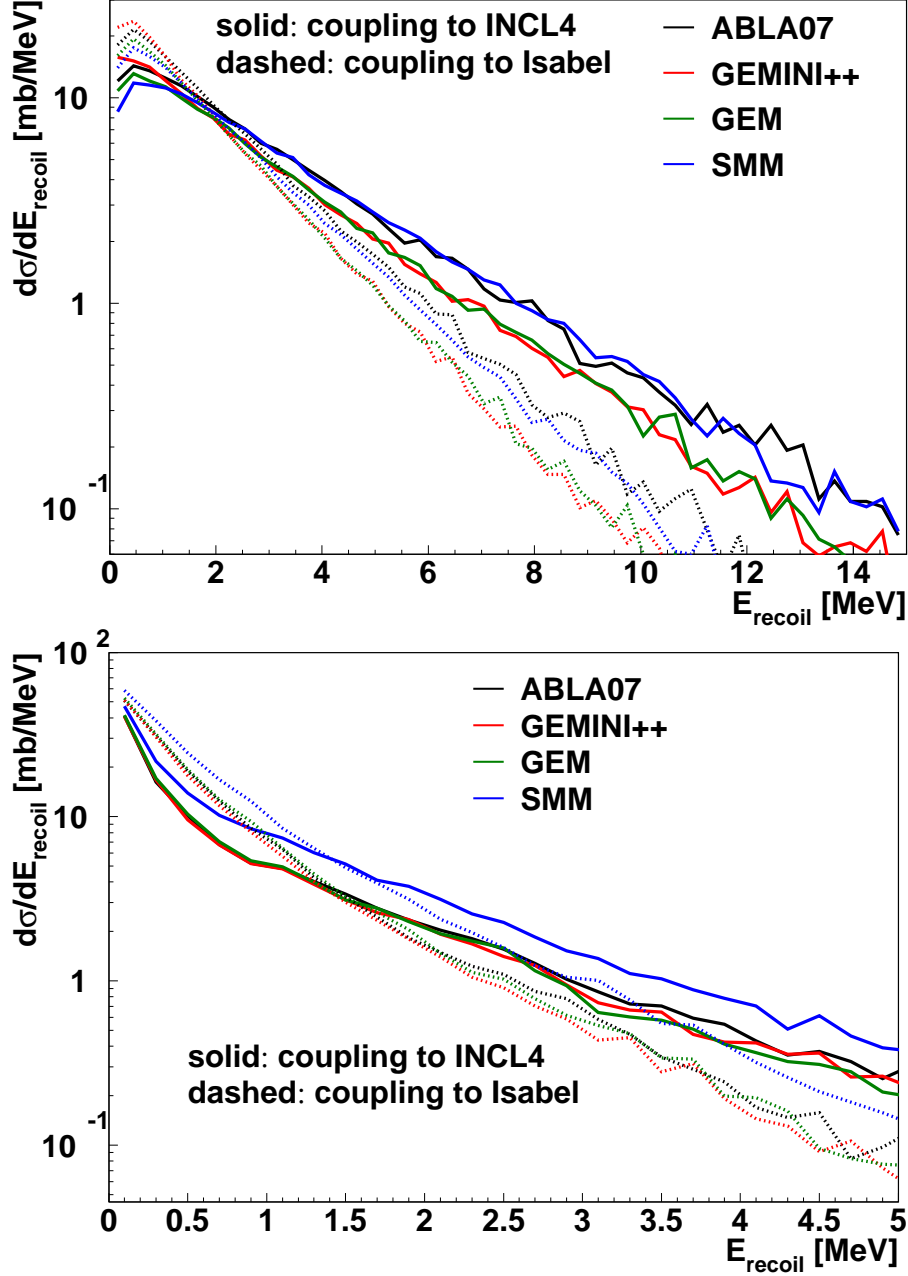 solid: coupling to INCL4
dashed: coupling to Isabel
ABLA07
GEMINI++
GEM
SMM
dσ/dE_recoil [mb/MeV]
10
1
10^-1
0 2 4 6 8 10 12 14
E_recoil [MeV]
10^2
ABLA07
GEMINI++
GEM
SMM
dσ/dE_recoil [mb/MeV]
10
1
solid: coupling to INCL4
dashed: coupling to Isabel
10^-1
0 0.5 1 1.5 2 2.5 3 3.5 4 4.5 5
E_recoil [MeV]